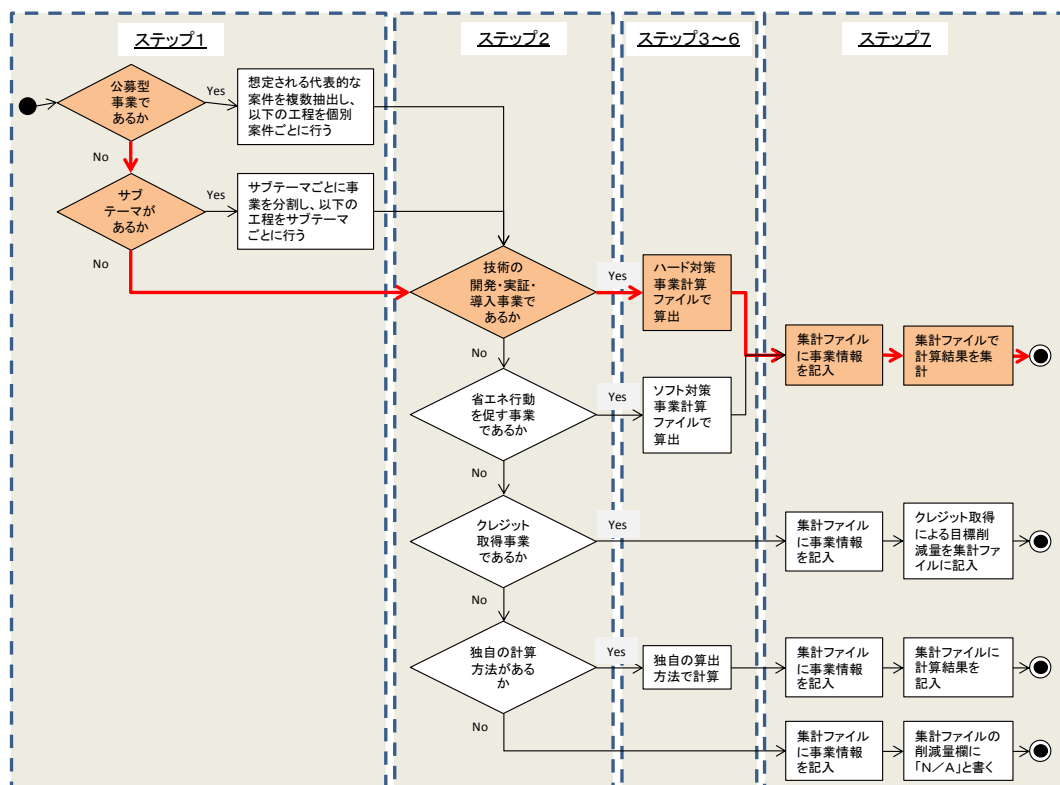 ステップ1
ステップ2
ステップ3～6
ステップ7
公募型
事業で
あるか
Yes
想定される代表的な
案件を複数抽出し、
以下の工程を個別
案件ごとに行う
No
サブ
テーマが
あるか
Yes
サブテーマごとに事
業を分割し、以下の
工程をサブテーマ
ごとに行う
No
技術の
開発・実証・
導入事業で
あるか
Yes
ハード対策
事業計算
ファイルで
算出
集計ファイル
に事業情報
を記入
集計ファイルで
計算結果を集
計
No
省エネ行動
を促す事業
であるか
Yes
ソフト対策
事業計算
ファイルで
算出
No
クレジット
取得事業
であるか
Yes
集計ファイル
に事業情報
を記入
クレジット取得
による目標削
減量を集計ファ
イルに記入
No
独自の計算
方法がある
か
Yes
独自の算出
方法で計算
集計ファイル
に事業情報
を記入
集計ファイルに
計算結果を
記入
No
集計ファイル
に事業情報
を記入
集計ファイルの
削減量欄に
「N／A」と書く